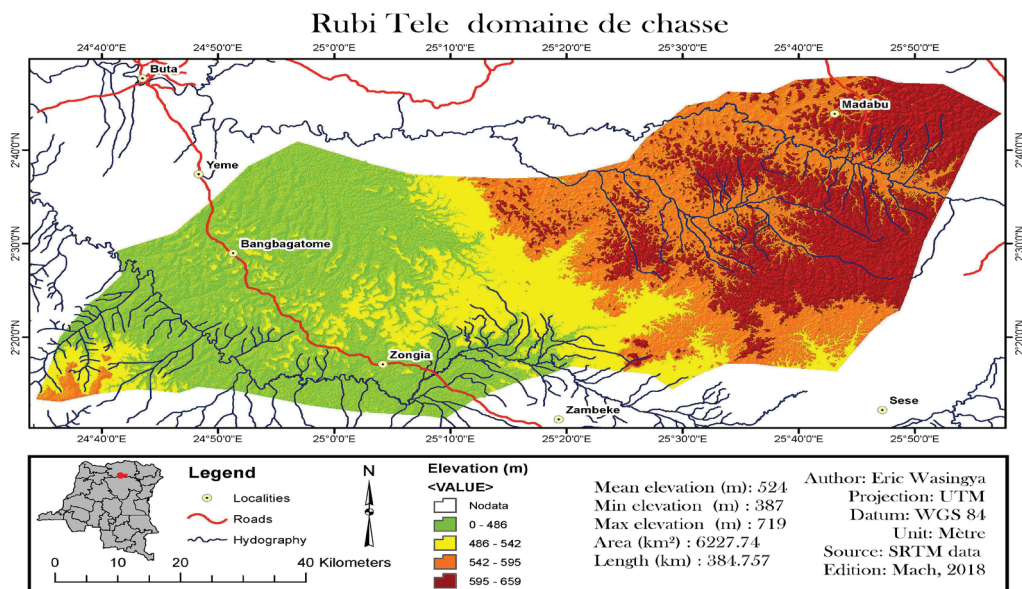 Rubi Tele domaine de chasse
24°40'0"E 24°50'0"E 25°0'0"E 25°10'0"E 25°20'0"E 25°30'0"E 25°40'0"E 25°50'0"E
Buta
Madabu
2°40'0"N 2°40'0"N
Yeme
Bangbagatome
2°30'0"N 2°30'0"N
2°20'0"N 2°20'0"N
Zongia
Zambeke
Sese
24°40'0"E 24°50'0"E 25°0'0"E 25°10'0"E 25°20'0"E 25°30'0"E 25°40'0"E 25°50'0"E
Legend
Localities
Roads
Hydography
N
0 10 20 40 Kilometers
Elevation (m)
<VALUE>
Nodata
0 - 486
486 - 542
542 - 595
595 - 659
Mean elevation (m): 524
Min elevation (m) : 387
Max elevation (m) : 719
Area (km²) : 6227.74
Length (km) : 384.757
Author: Eric Wasingya
Projection: UTM
Datum: WGS 84
Unit: Mètre
Source: SRTM data
Edition: Mach, 2018